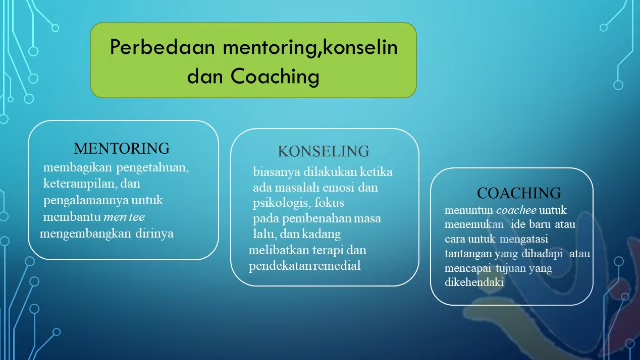 Perbedaan mentoring,konselin
dan Coaching
MENTORING
membagikan pengetahuan,
keterampilan, dan
pengalamannya untuk
membantu mentee
mengembangkan dirinya
KONSELING
biasanya dilakukan ketika
ada masalah emosi dan
psikologis, fokus
pada pembenahan masa
lalu, dan kadang
melibatkan terapi dan
pendekatan remedial
COACHING
menuntun coachee untuk
menemukan ide baru atau
cara untuk mengatasi
tantangan yang dihadapi atau
mencapai tujuan yang
dikehendaki